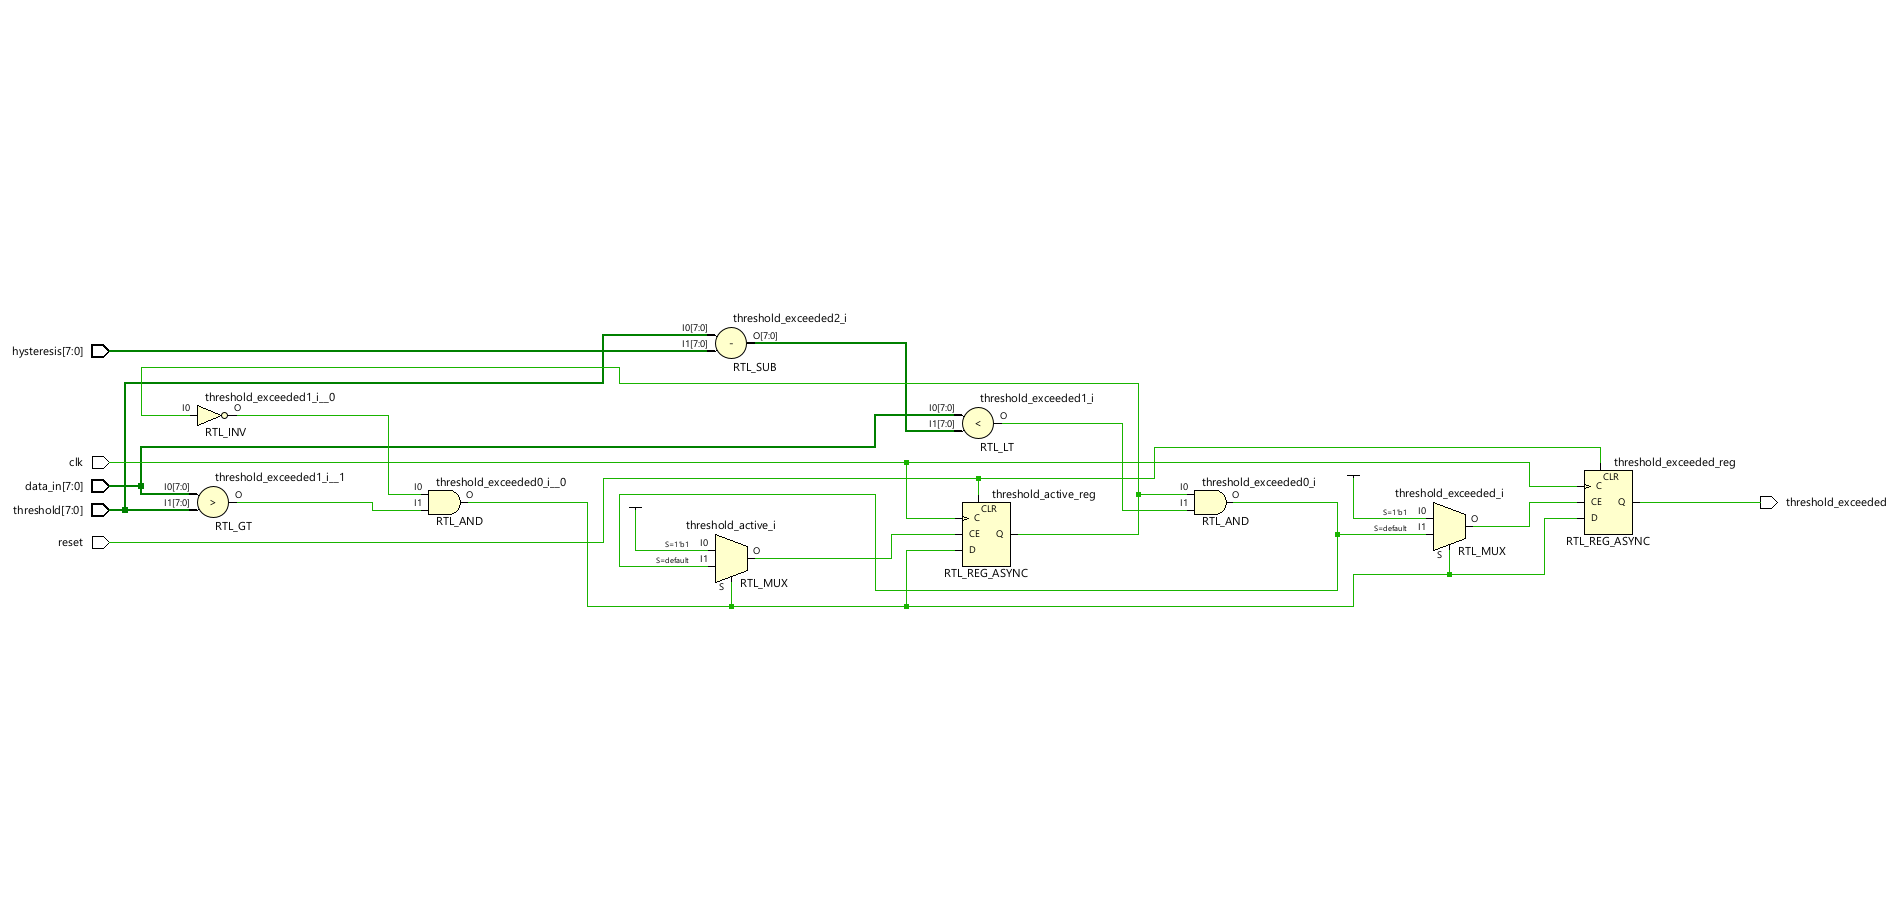 threshold_exceeded2_i
I0[7:0]
O[7:0]
I1[7:0]
-
hysteresis[7:0]
RTL_SUB
threshold_exceeded1_i__0
threshold_exceeded1_i
I0
O
I0[7:0]
O
I1[7:0]
<
RTL_INV
RTL_LT
clk
threshold_exceeded_reg
threshold_exceeded1_i__1
threshold_exceeded0_i__0
threshold_exceeded0_i
CLR
data_in[7:0]
I0[7:0]
O
I0
O
I0
O
C
threshold_active_reg
threshold_exceeded_i
>
I1[7:0]
I1
I1
CE
Q
threshold_exceeded
threshold[7:0]
CLR
S=1'b1
I0
RTL_GT
RTL_AND
RTL_AND
C
O
D
threshold_active_i
S=default
I1
CE
Q
RTL_REG_ASYNC
reset
S=1'b1
I0
O
D
S
RTL_MUX
S=default
I1
RTL_REG_ASYNC
S
RTL_MUX